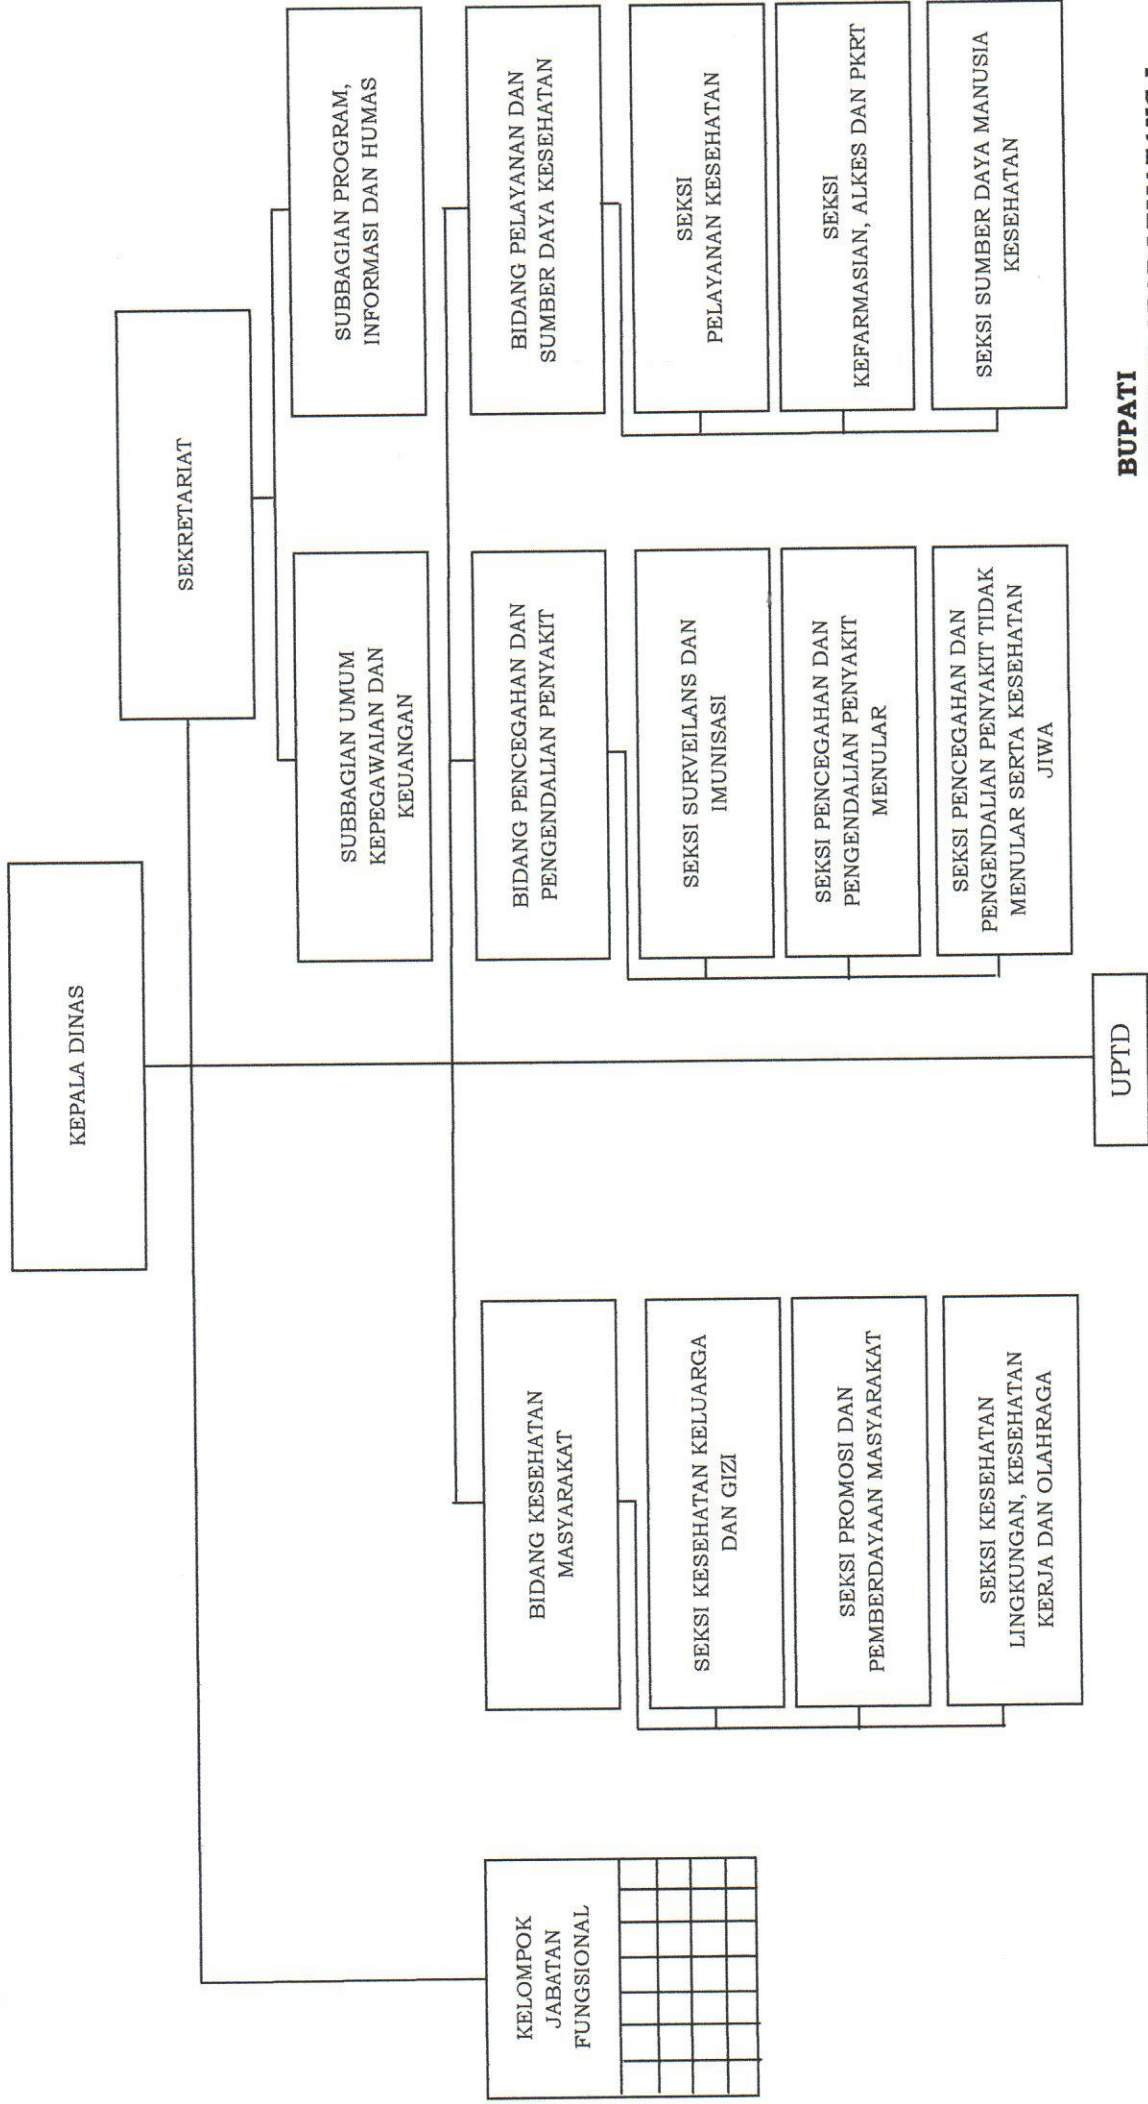 KEPALA DINAS
SEKRETARIAT
SUBBAGIAN UMUM
KEPEGAWAIAN DAN
KEUANGAN
SUBBAGIAN PROGRAM,
INFORMASI DAN HUMAS
KELOMPOK
JABATAN
FUNGSIONAL
BIDANG KESEHATAN
MASYARAKAT
SEKSI KESEHATAN KELUARGA
DAN GIZI
SEKSI PROMOSI DAN
PEMBERDAYAAN MASYARAKAT
SEKSI KESEHATAN
LINGKUNGAN, KESEHATAN
KERJA DAN OLAHRAGA
BIDANG PENCEGAHAN DAN
PENGENDALIAN PENYAKIT
SEKSI SURVEILANS DAN
IMUNISASI
SEKSI PENCEGAHAN DAN
PENGENDALIAN PENYAKIT
MENULAR
SEKSI PENCEGAHAN DAN
PENGENDALIAN PENYAKIT TIDAK
MENULAR SERTA KESEHATAN
JIWA
BIDANG PELAYANAN DAN
SUMBER DAYA KESEHATAN
SEKSI
PELAYANAN KESEHATAN
SEKSI
KEFARMASIAN, ALKES DAN PKRT
SEKSI SUMBER DAYA MANUSIA
KESEHATAN
UPTD
BUPATI